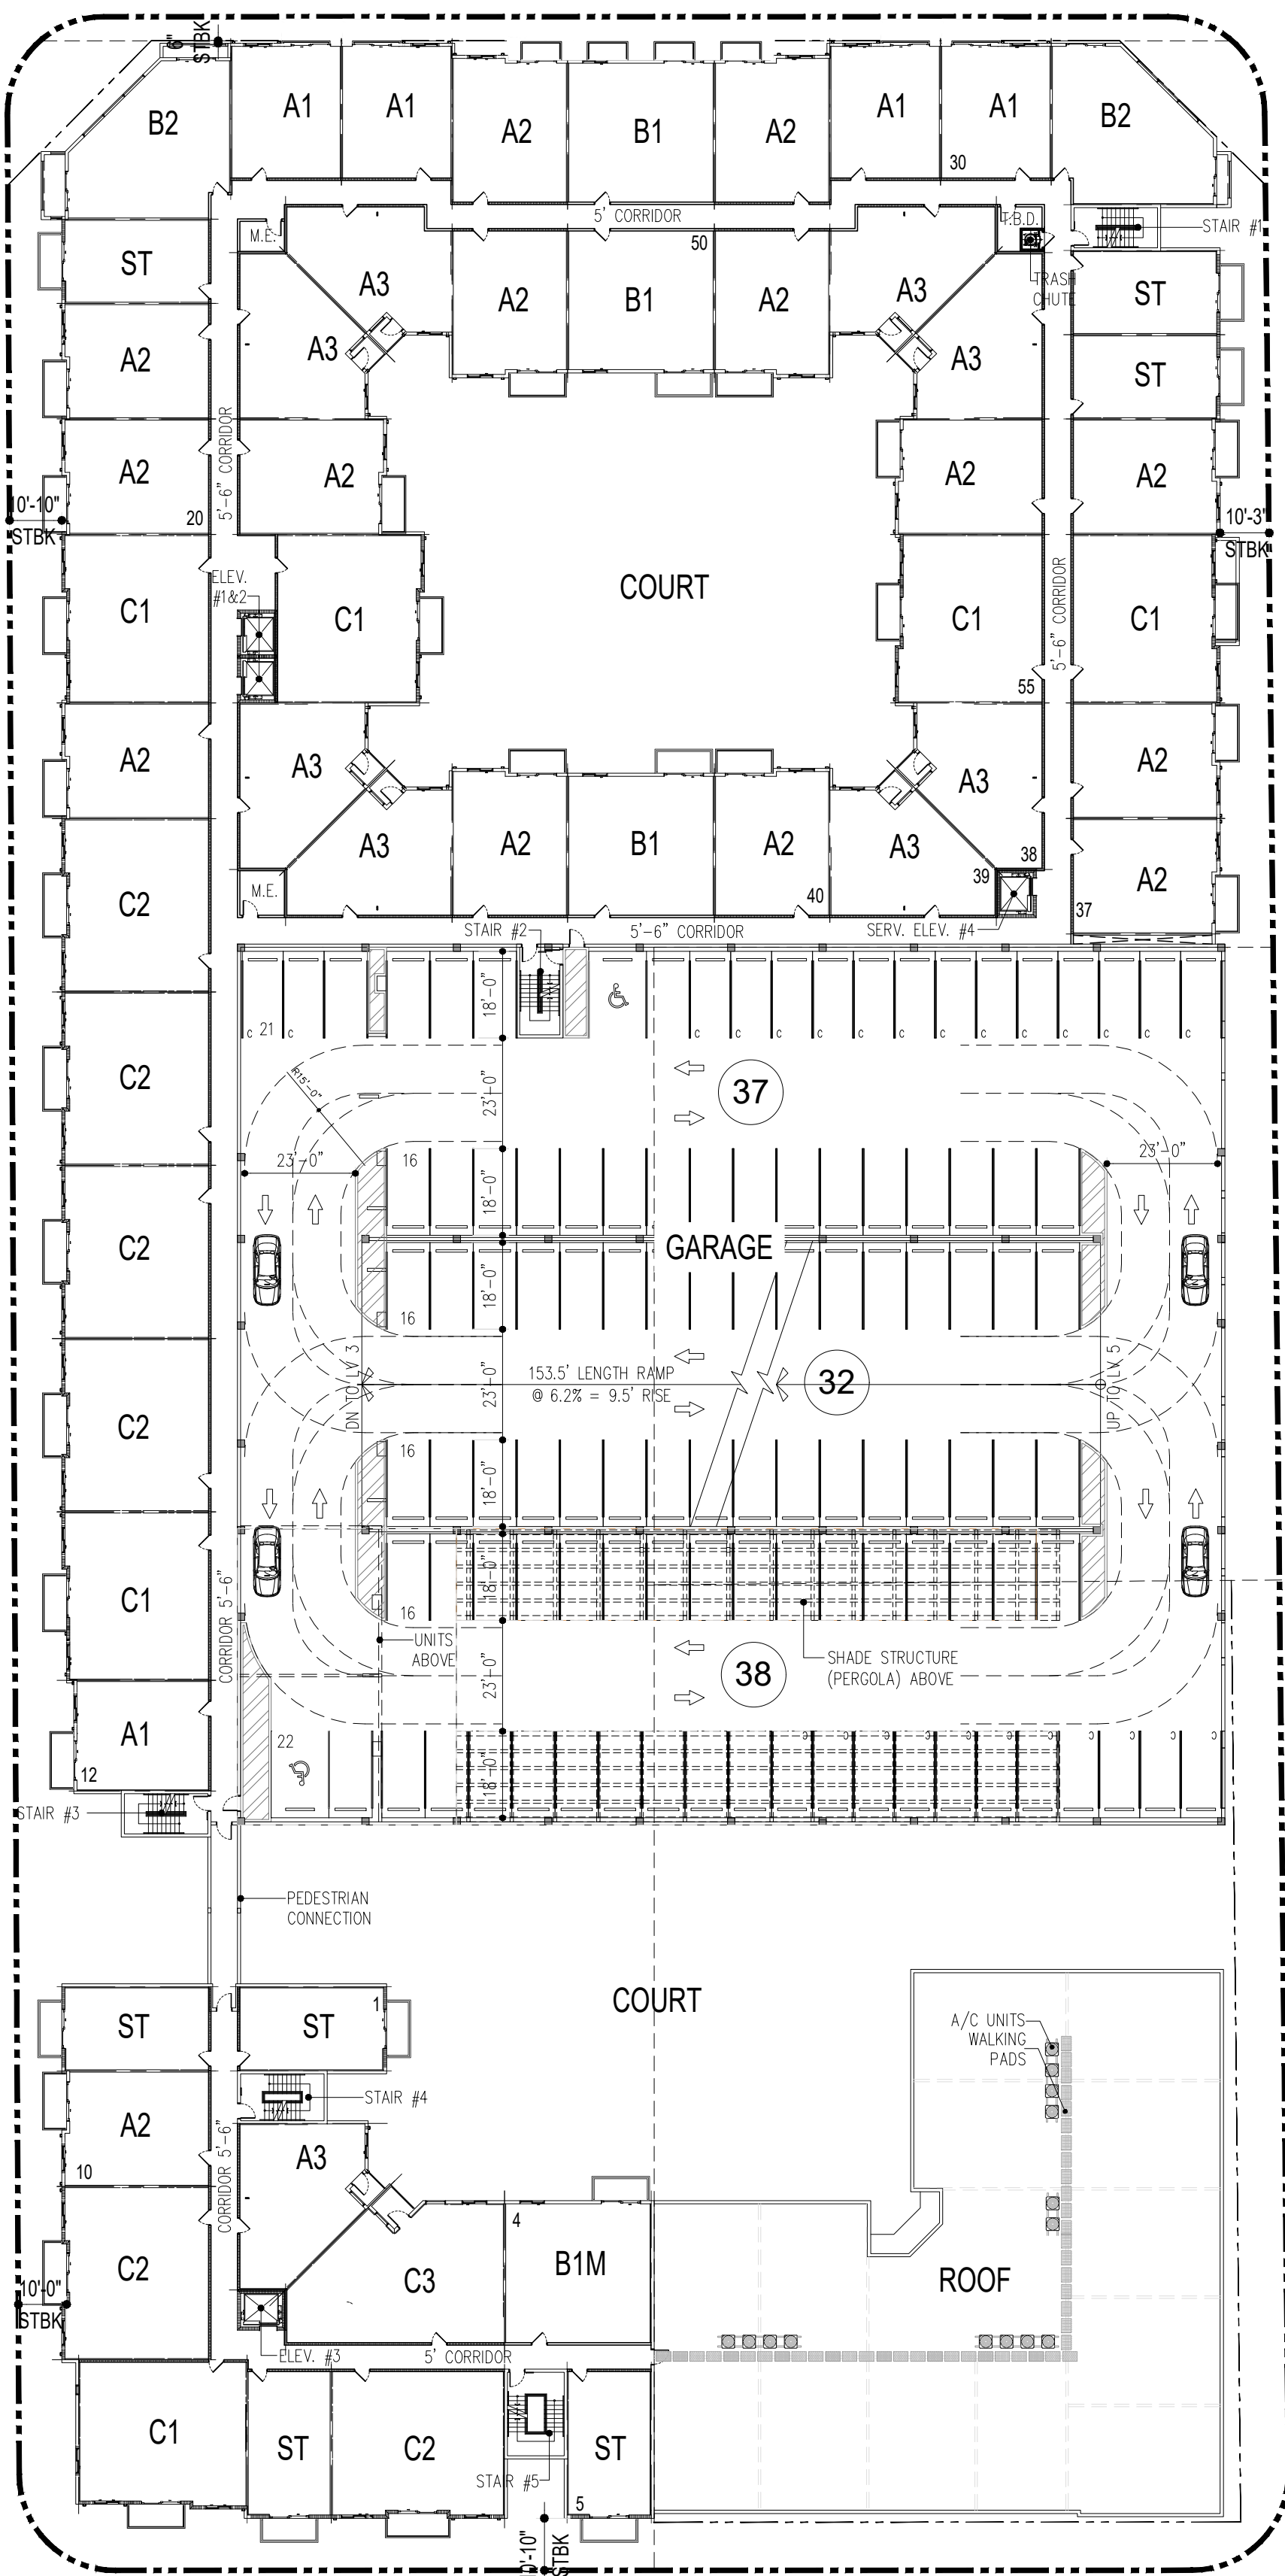 6"
STBK
B2
A1
A1
A2
B1
A2
A1
A1
30
B2
5' CORRIDOR
M.E.
T.B.D.
STAIR #1
50
ST
A3
A2
B1
A2
A3
TRASH
CHUTE
ST
A3
A3
A2
ST
5'-6" CORRIDOR
A2
A2
A2
A2
20
10'-10"
STBK
10'-3"
STBK
ELEV.
#1&2
COURT
5'-6" CORRIDOR
C1
C1
C1
C1
55
A2
A3
A3
A2
A3
A2
B1
A2
A3
38
39
40
C2
M.E.
A2
37
STAIR #2
5'-6" CORRIDOR
SERV. ELEV. #4
C 21
C
C C C C C C C C C C C C C
18'-0"
R15'-0"
37
23'-0"
C2
23'-0"
16
18'-0"
23'-0"
C2
GARAGE
18'-0"
16
DN TO LV 3
153.5' LENGTH RAMP
@ 6.2% = 9.5' RISE
23'-0"
32
UP TO LV 5
C2
16
18'-0"
C1
CORRIDOR 5'-6"
18'-0"
16
UNITS
ABOVE
23'-0"
38
SHADE STRUCTURE
(PERGOLA) ABOVE
A1
12
22
C C C C C C C C C C
18'-0"
STAIR #3
PEDESTRIAN
CONNECTION
COURT
ST
ST
1
A/C UNITS
WALKING
PADS
STAIR #4
A2
10
CORRIDOR 5'-6"
A3
4
C2
C3
B1M
ROOF
10'-0"
STBK
ELEV. #3
5' CORRIDOR
C1
ST
C2
ST
STAIR #5
5
STBK